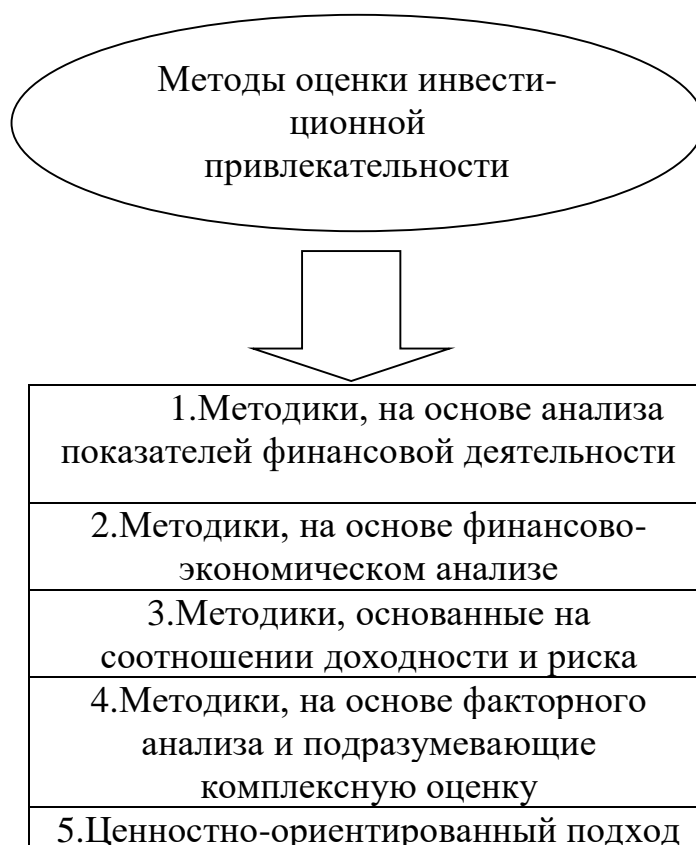 Методы оценки инвести-
ционной
привлекательности
1.Методики, на основе анализа
показателей финансовой деятельности
2.Методики, на основе финансово-
экономическом анализе
3.Методики, основанные на
соотношении доходности и риска
4.Методики, на основе факторного
анализа и подразумевающие
комплексную оценку
5.Ценностно-ориентированный подход